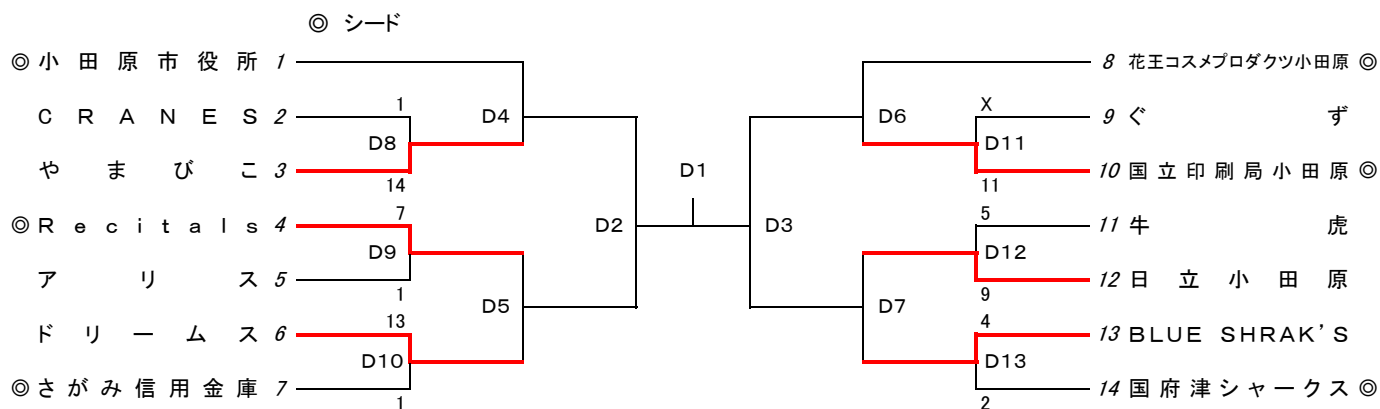 ◎ シード
◎小田原市役所 1
CRANES 2
やまびこ 3
◎Recitals 4
アリス 5
ドリームス 6
◎さがみ信用金庫 7
1
D8
14
7
D9
1
13
D10
1
D4
D5
D2
D1
D3
D6
D7
X
D11
11
5
D12
9
4
D13
2
8 花王コスメプロダクツ小田原 ◎
9 ぐず
10 国立印刷局小田原 ◎
11 牛虎
12 日立小田原
13 BLUE SHRAK'S
14 国府津シャークス ◎